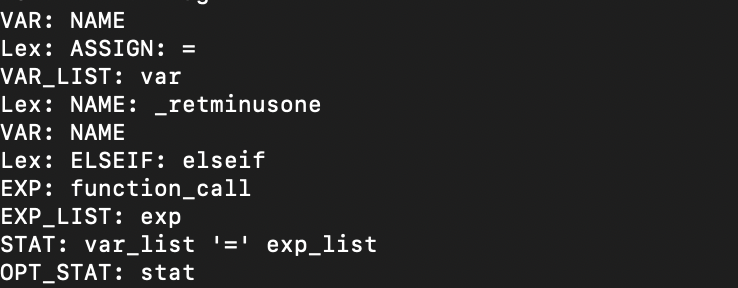 VAR: NAME
Lex: ASSIGN: =
VAR_LIST: var
Lex: NAME: _retminusone
VAR: NAME
Lex: ELSEIF: elseif
EXP: function_call
EXP_LIST: exp
STAT: var_list '=' exp_list
OPT_STAT: stat